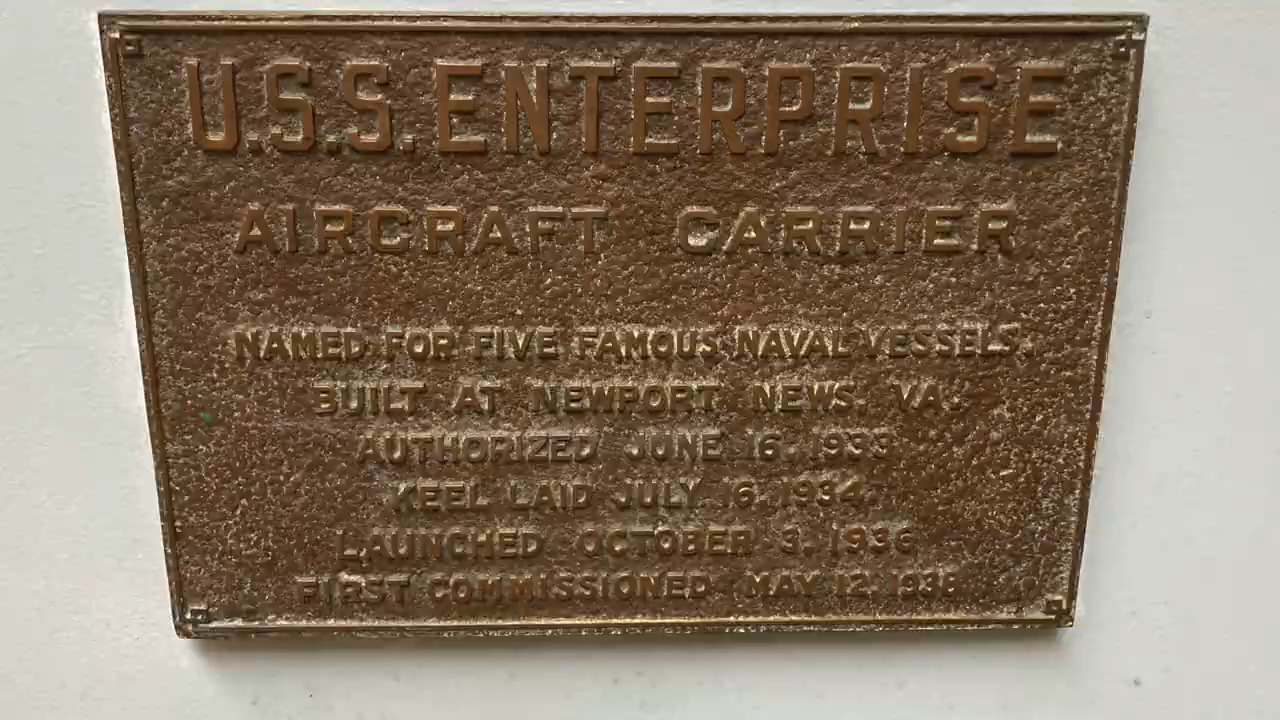 U.S.S. ENTERPRISE
AIRCRAFT CARRIER
NAMED FOR FIVE FAMOUS NAVAL VESSELS.
BUILT AT NEWPORT NEWS, VA.
AUTHORIZED JUNE 16, 1933
KEEL LAID JULY 16, 1934
LAUNCHED OCTOBER 3, 1936
FIRST COMMISSIONED MAY 12, 1938